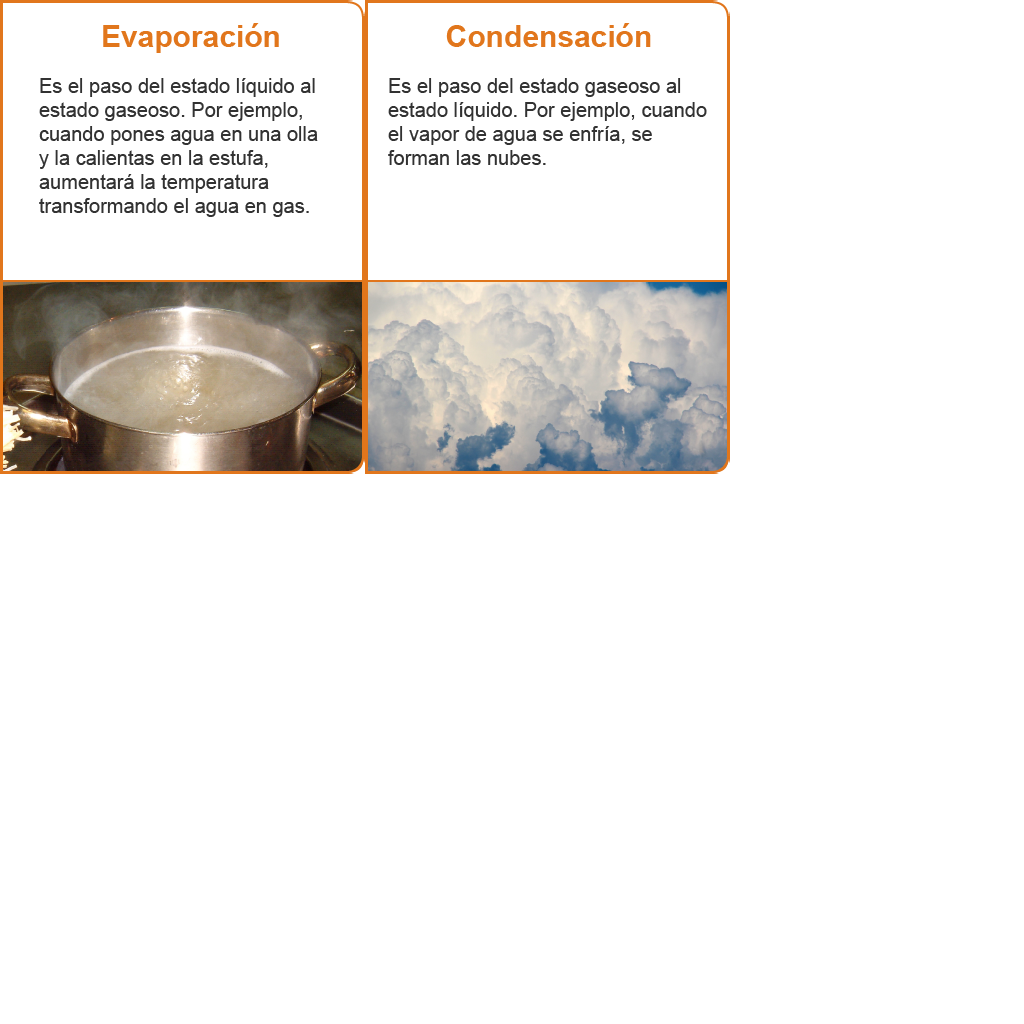 Evaporación
Es el paso del estado líquido al
estado gaseoso. Por ejemplo,
cuando pones agua en una olla
y la calientas en la estufa,
aumentará la temperatura
transformando el agua en gas.
Condensación
Es el paso del estado gaseoso al
estado líquido. Por ejemplo, cuando
el vapor de agua se enfría, se
forman las nubes.